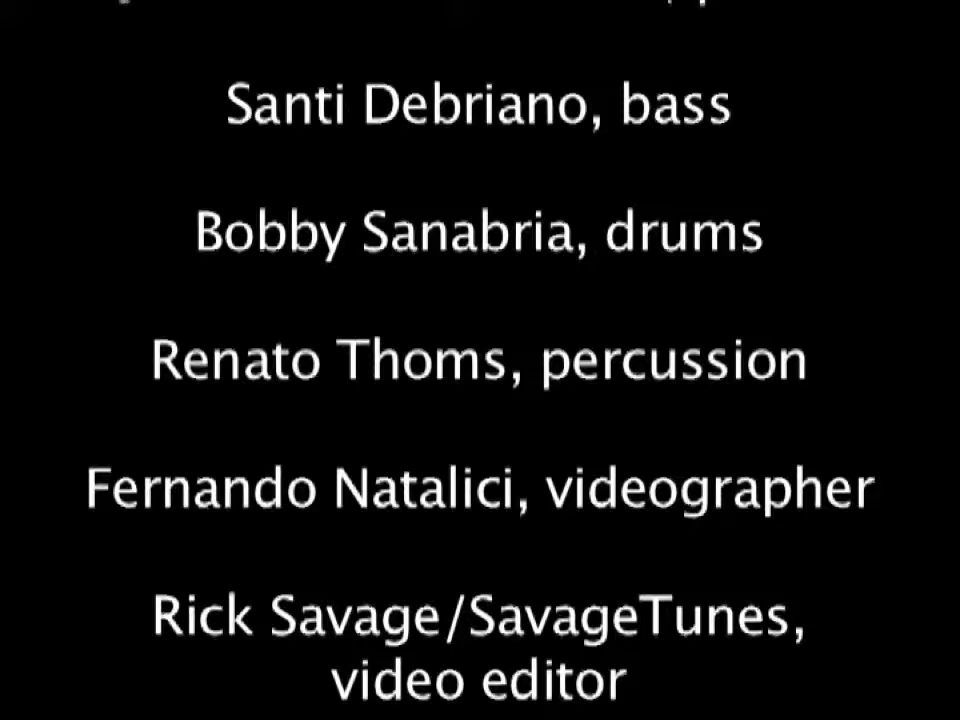 Santi Debriano, bass
Bobby Sanabria, drums
Renato Thoms, percussion
Fernando Natalici, videographer
Rick Savage/SavageTunes,
video editor